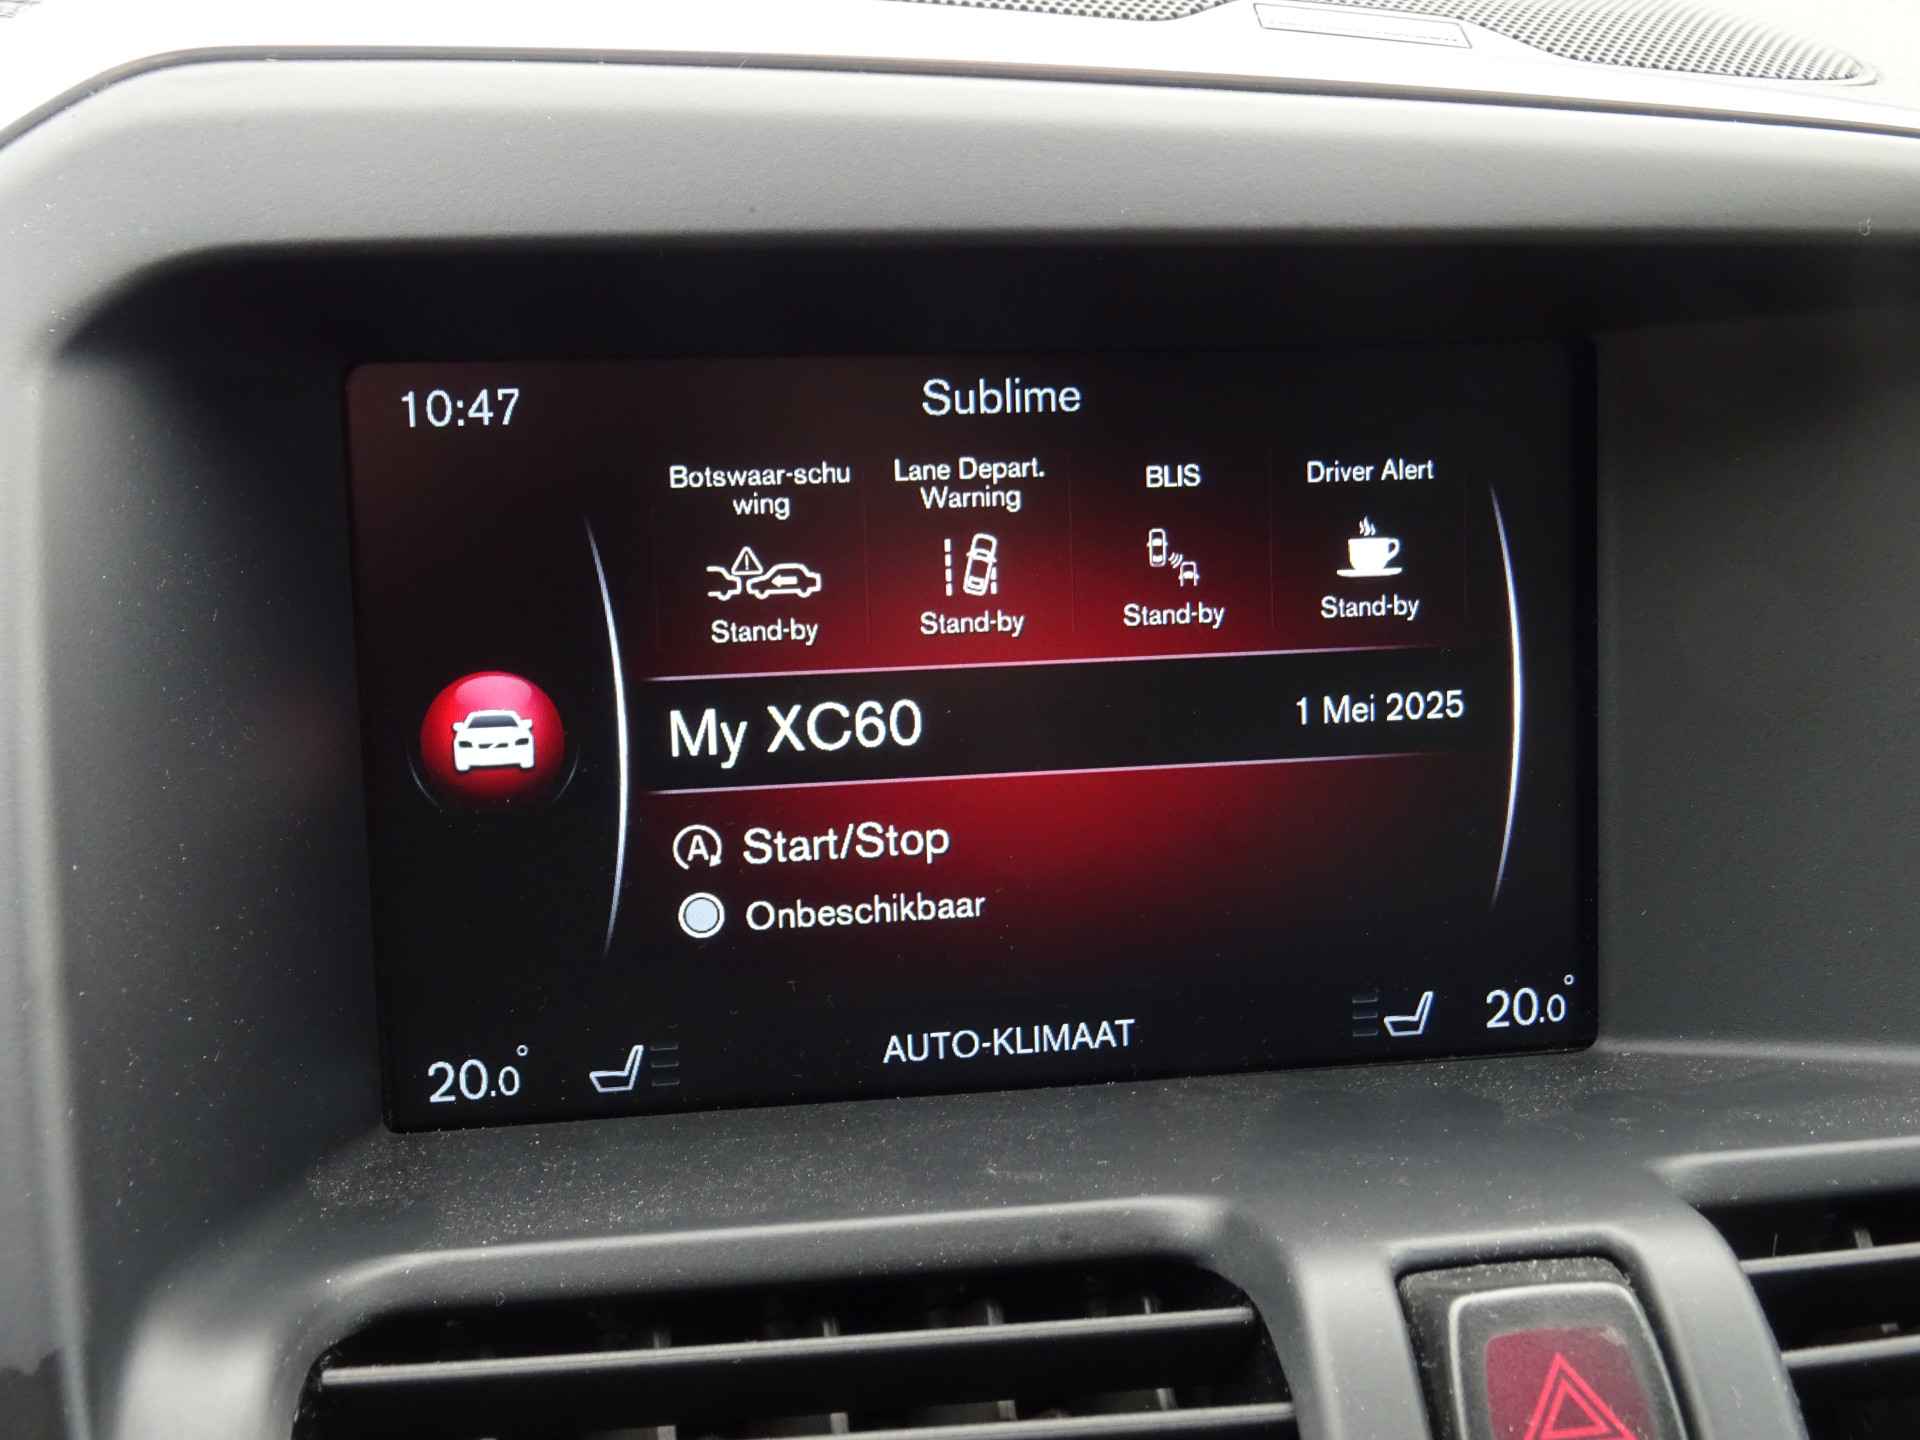 10:47
Sublime
Botswaar-schu
wing
Lane Depart.
Warning
BLIS
Driver Alert
Stand-by
Stand-by
Stand-by
Stand-by
My XC60
1 Mei 2025
A Start/Stop
Onbeschikbaar
20.0°
AUTO-KLIMAAT
20.0°